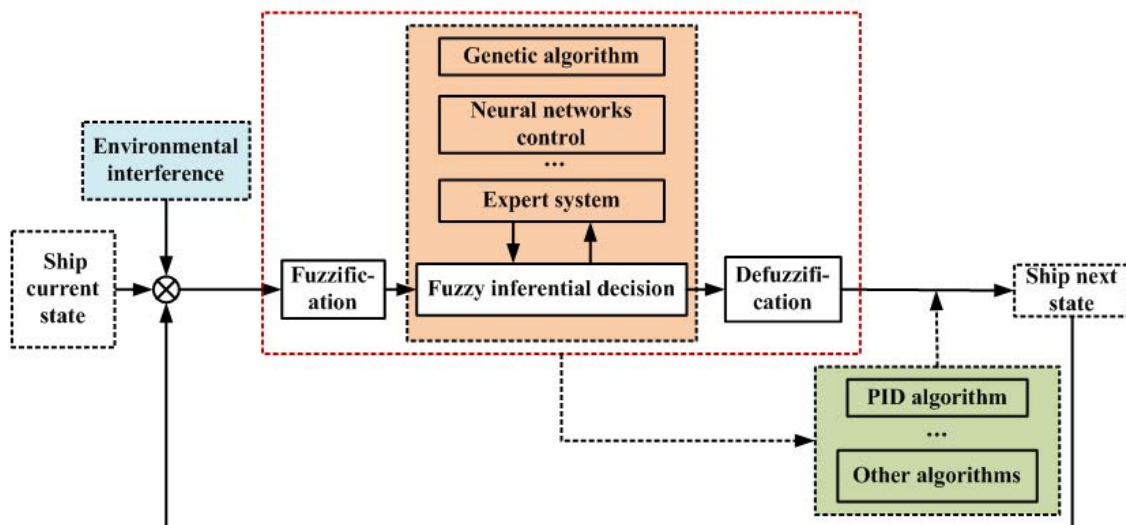 Genetic algorithm
Neural networks
control
...
Expert system
Environmental
interference
Ship
current
state
Fuzzific-
ation
Fuzzy inferential decision
Defuzzifi-
cation
Ship next
state
PID algorithm
...
Other algorithms